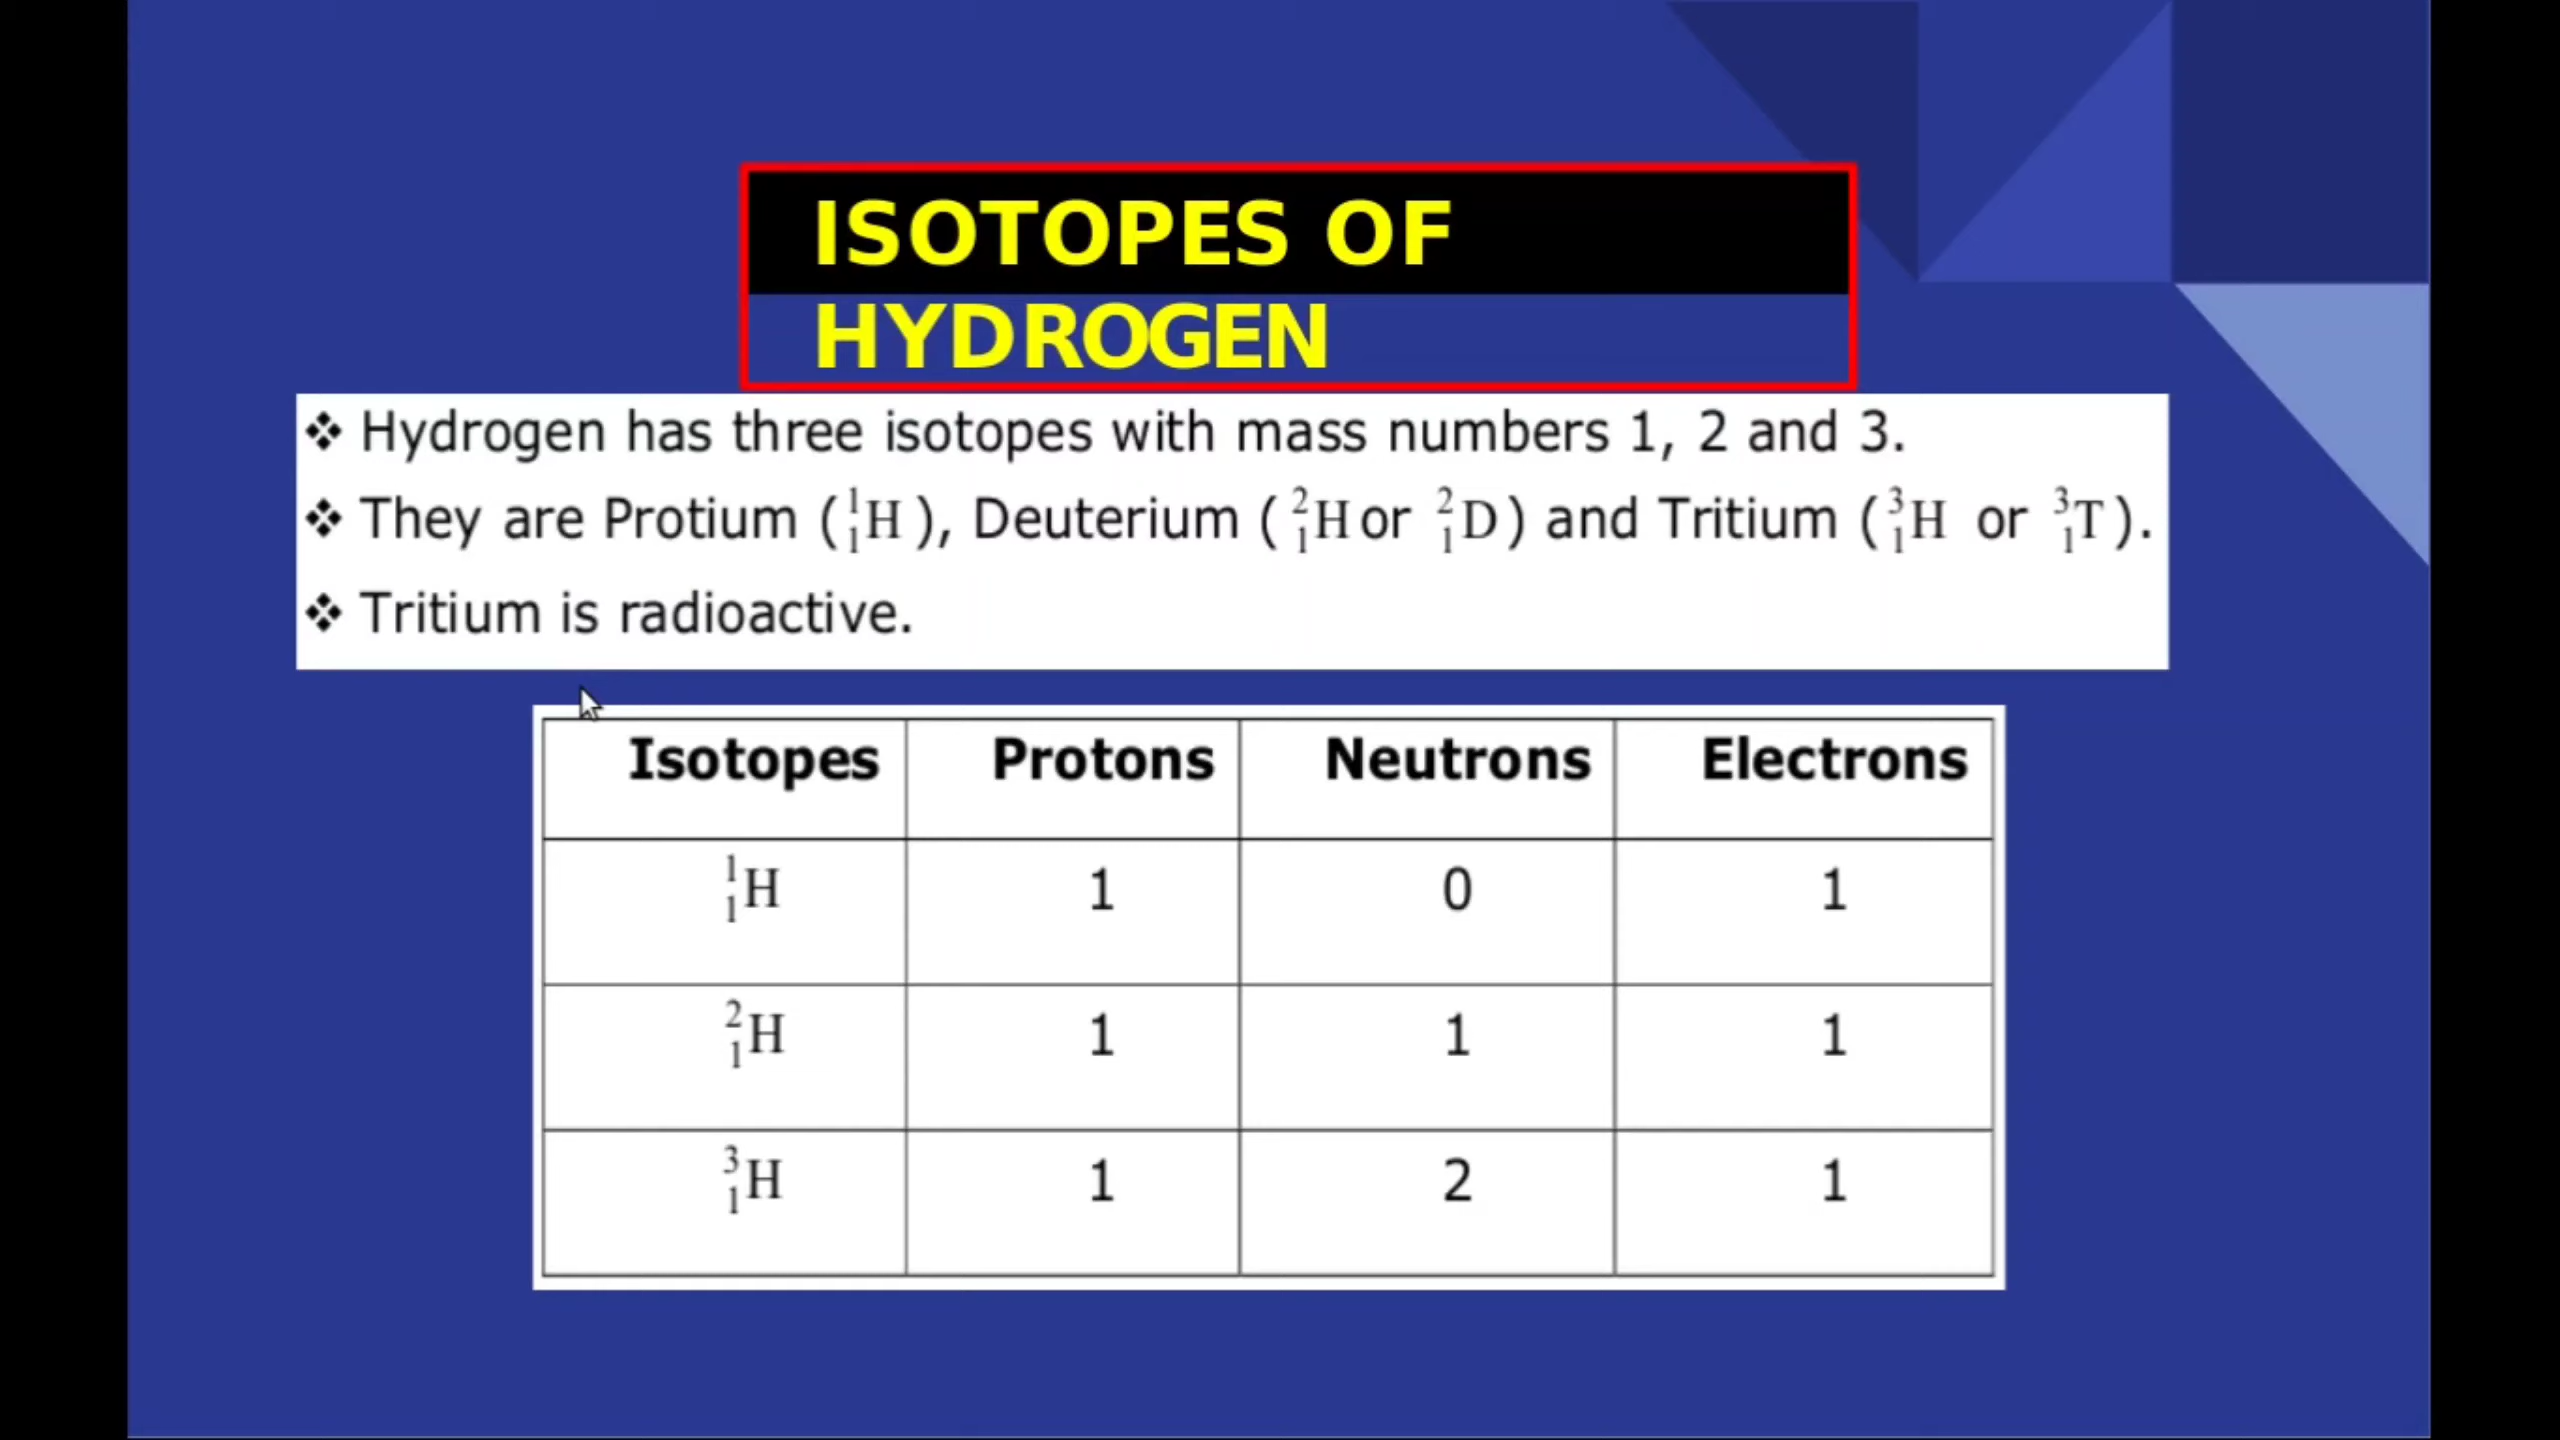 ISOTOPES OF
HYDROGEN
❖ Hydrogen has three isotopes with mass numbers 1, 2 and 3.
❖ They are Protium (¹₁H), Deuterium (²₁H or ²₁D) and Tritium (³₁H or ³₁T).
❖ Tritium is radioactive.
Isotopes Protons Neutrons Electrons
¹₁H 1 0 1
²₁H 1 1 1
³₁H 1 2 1